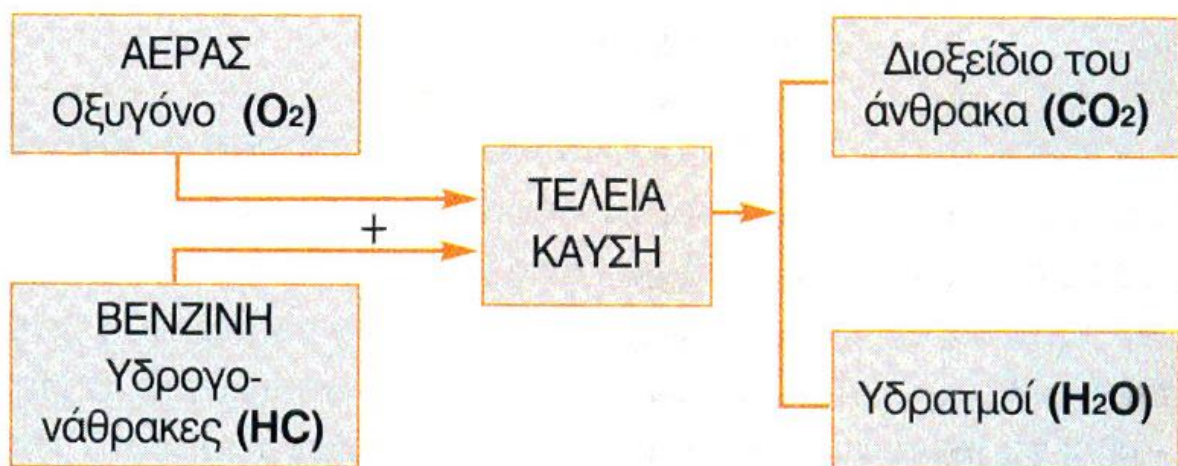 ΑΕΡΑΣ
Οξυγόνο (O₂)
+
ΒΕΝΖΙΝΗ
Υδρογο-
νάθρακες (HC)
ΤΕΛΕΙΑ
ΚΑΥΣΗ
Διοξείδιο του
άνθρακα (CO₂)
Υδρατμοί (H₂O)